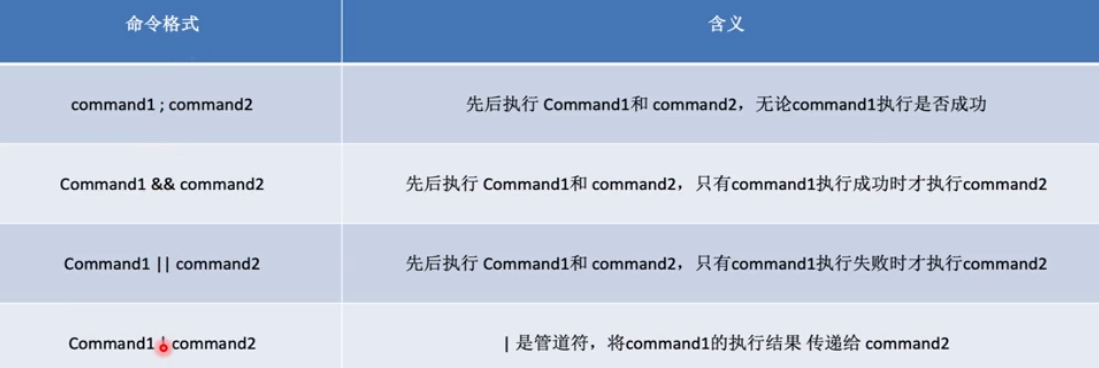 命令格式
含义
command1 ; command2
先后执行 Command1和 command2，无论command1执行是否成功
Command1 && command2
先后执行 Command1和 command2，只有command1执行成功时才执行command2
Command1 || command2
先后执行 Command1和 command2，只有command1执行失败时才执行command2
Command1 | command2
| 是管道符，将command1的执行结果 传递给 command2